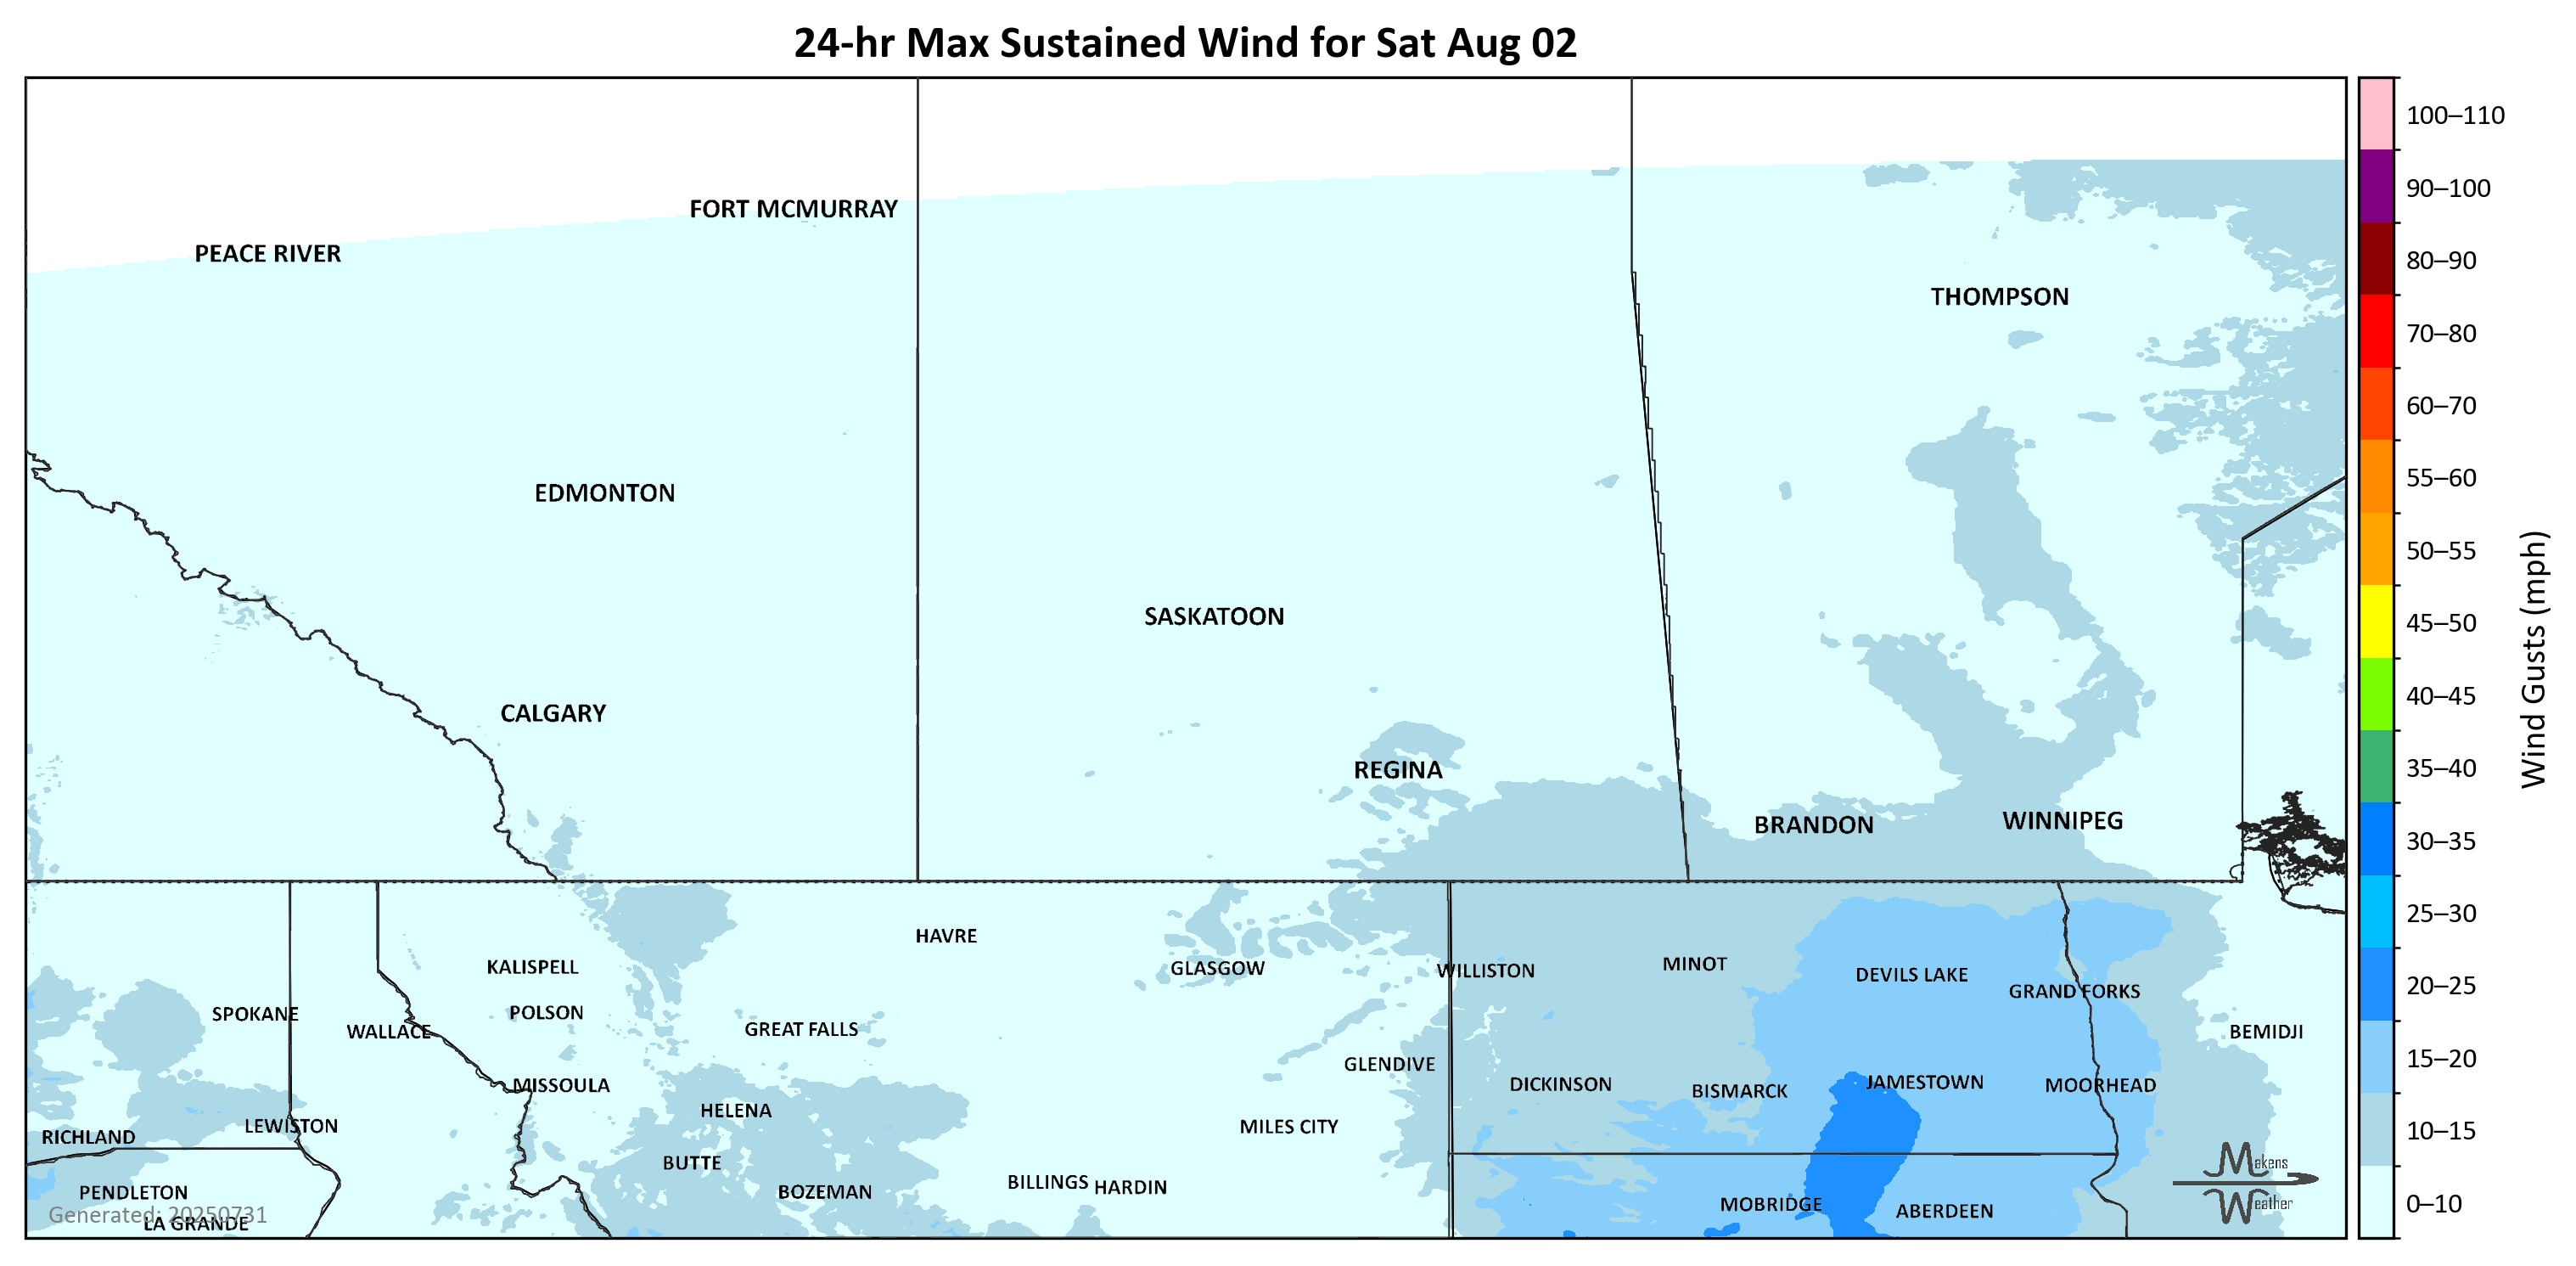 24-hr Max Sustained Wind for Sat Aug 02
100–110
90–100
80–90
70–80
60–70
55–60
50–55
45–50
40–45
35–40
30–35
25–30
20–25
15–20
10–15
0–10
Wind Gusts (mph)
FORT MCMURRAY
PEACE RIVER
THOMPSON
EDMONTON
SASKATOON
CALGARY
REGINA
BRANDON
WINNIPEG
HAVRE
KALISPELL
GLASGOW
WILLISTON
MINOT
DEVILS LAKE
GRAND FORKS
SPOKANE
POLSON
WALLACE
GREAT FALLS
BEMIDJI
GLENDIVE
MISSOULA
DICKINSON
BISMARCK
JAMESTOWN
MOORHEAD
HELENA
LEWISTON
MILES CITY
RICHLAND
BUTTE
PENDLETON
BOZEMAN
BILLINGS
HARDIN
MOBRIDGE
ABERDEEN
LA GRANDE
Generated: 20250731
Makens
Weather